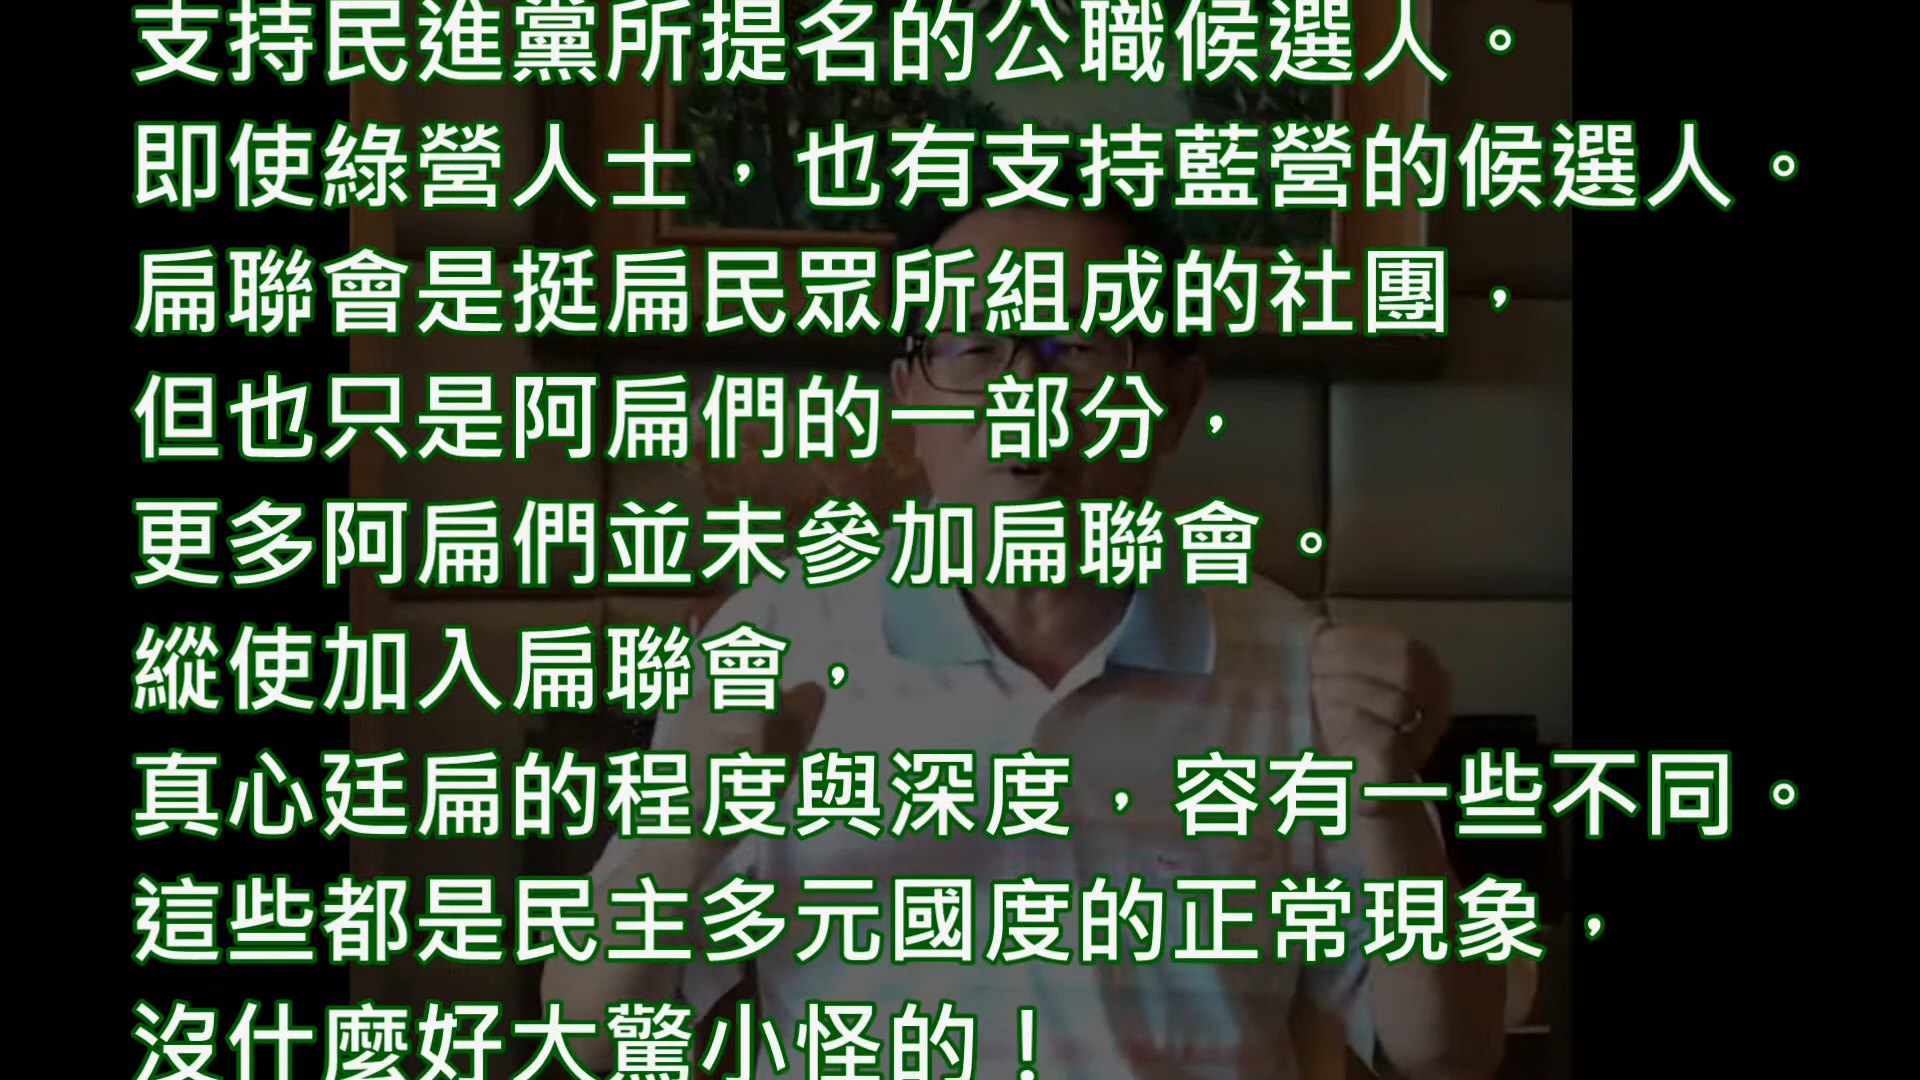 支持民進黨所提名的公職候選人。
即使綠營人士，也有支持藍營的候選人。
扁聯會是挺扁民眾所組成的社團，
但也只是阿扁們的一部分，
更多阿扁們並未參加扁聯會。
縱使加入扁聯會，
真心廷扁的程度與深度，容有一些不同。
這些都是民主多元國度的正常現象，
沒什麼好大驚小怪的！